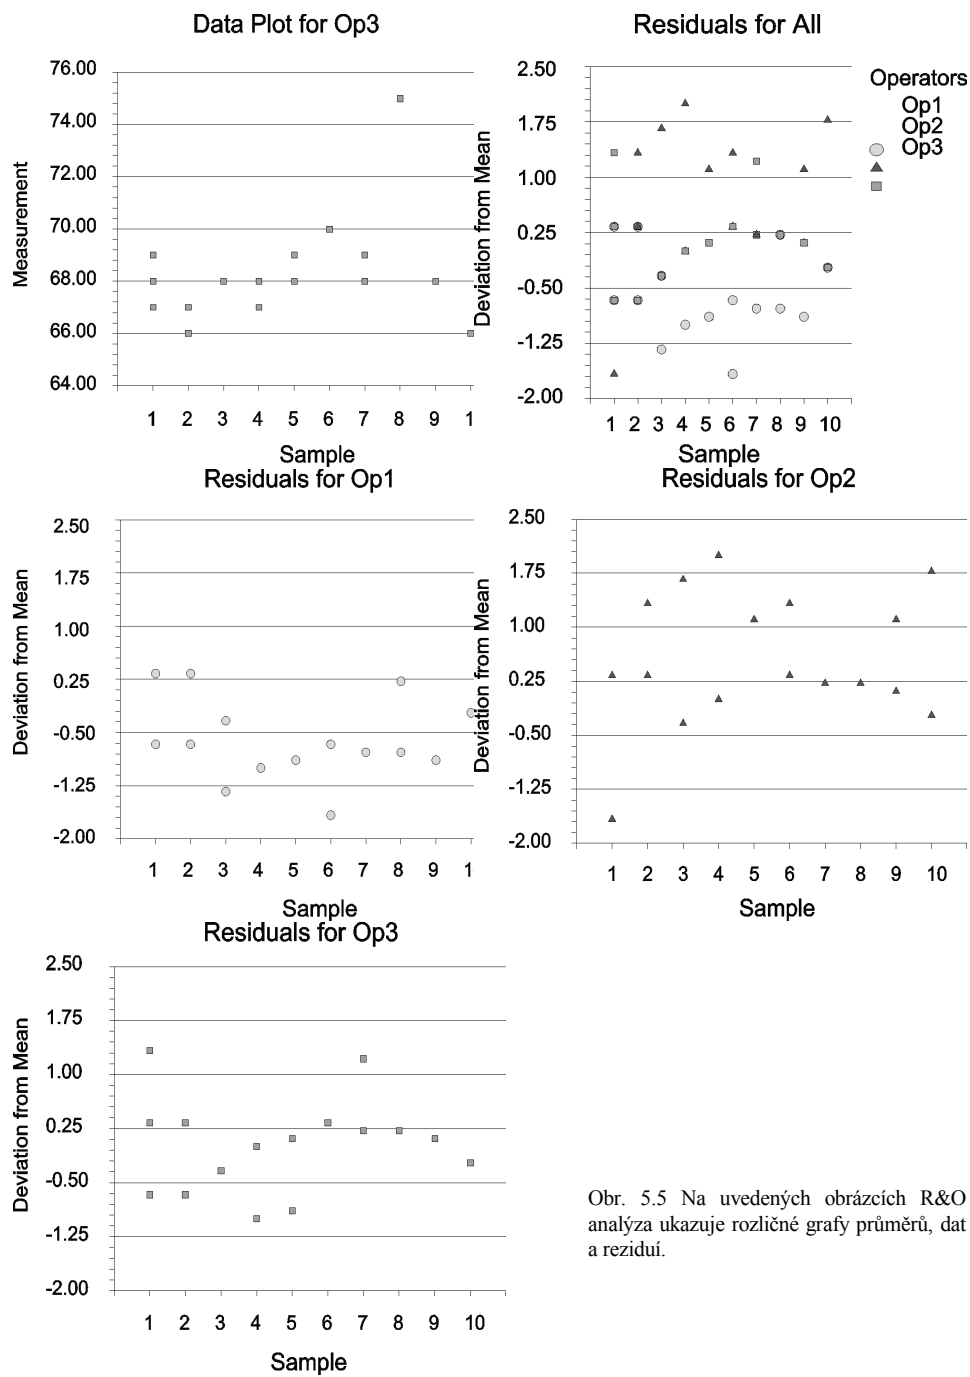 Data Plot for Op3
76.00
74.00
72.00
70.00
68.00
66.00
64.00
Measurement
1 2 3 4 5 6 7 8 9 1
Sample
Residuals for All
2.50
1.75
1.00
0.25
-0.50
-1.25
-2.00
Deviation from Mean
1 2 3 4 5 6 7 8 9 10
Sample
Operators
Op1
Op2
Op3
Residuals for Op1
2.50
1.75
1.00
0.25
-0.50
-1.25
-2.00
Deviation from Mean
1 2 3 4 5 6 7 8 9 1
Sample
Residuals for Op2
2.50
1.75
1.00
0.25
-0.50
-1.25
-2.00
Deviation from Mean
1 2 3 4 5 6 7 8 9 10
Sample
Residuals for Op3
2.50
1.75
1.00
0.25
-0.50
-1.25
-2.00
Deviation from Mean
1 2 3 4 5 6 7 8 9 10
Sample
Obr. 5.5 Na uvedených obrázcích R&O
analýza ukazuje rozličné grafy průměrů, dat
a reziduí.